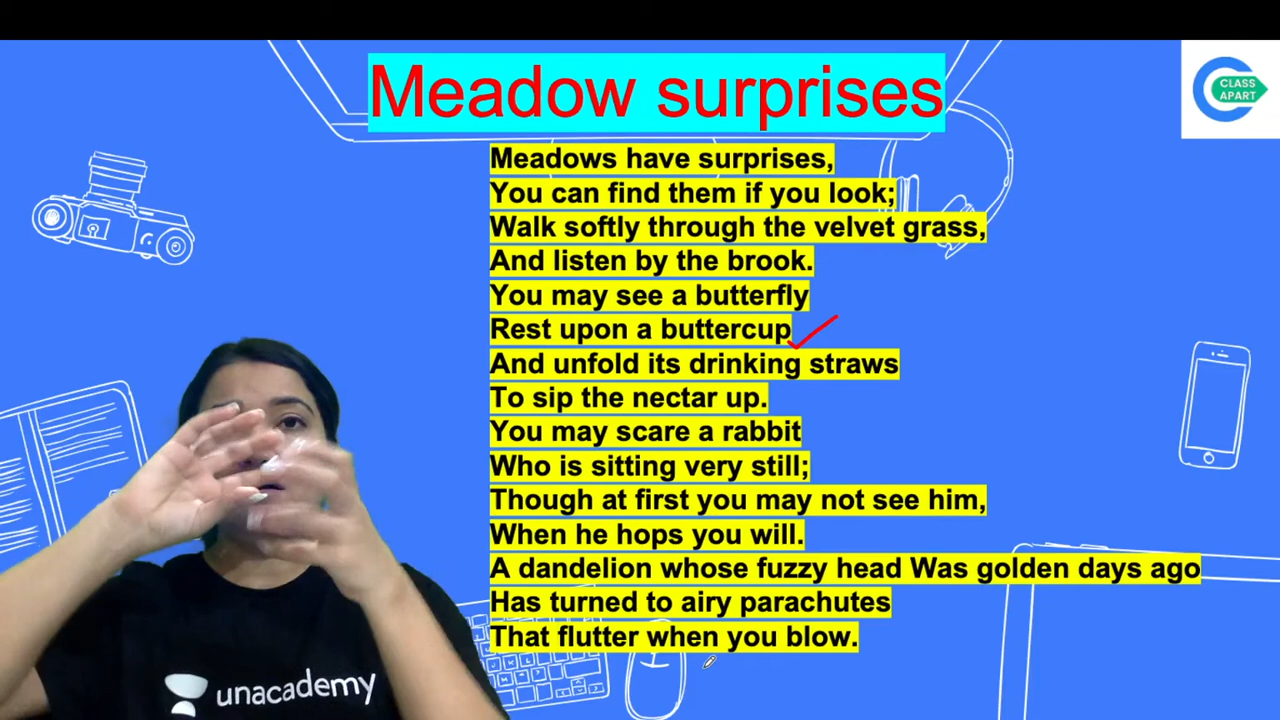 Meadow surprises
CLASS
APART
Meadows have surprises,
You can find them if you look;
Walk softly through the velvet grass,
And listen by the brook.
You may see a butterfly
Rest upon a buttercup
And unfold its drinking straws
To sip the nectar up.
You may scare a rabbit
Who is sitting very still;
Though at first you may not see him,
When he hops you will.
A dandelion whose fuzzy head Was golden days ago
Has turned to airy parachutes
That flutter when you blow.
unacademy